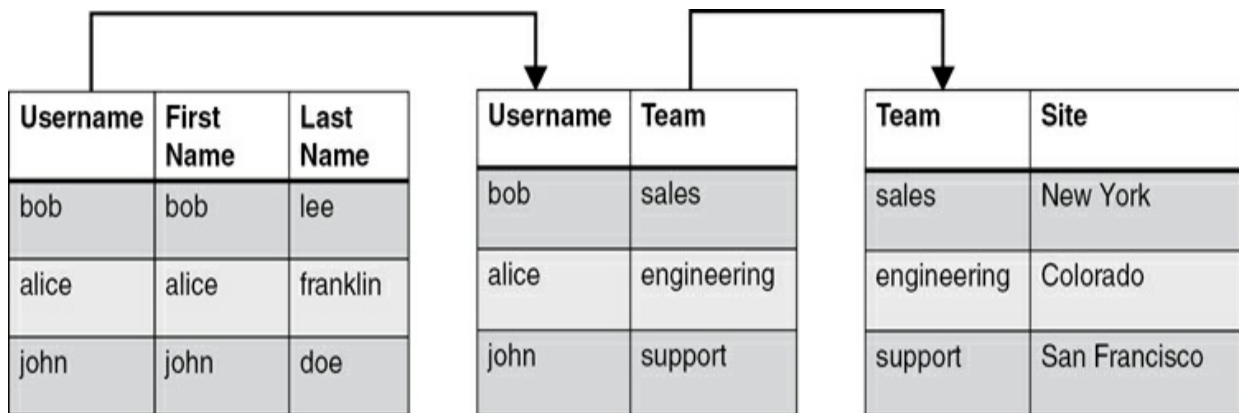 Username First Name Last Name
bob bob lee
alice alice franklin
john john doe
Username Team
bob sales
alice engineering
john support
Team Site
sales New York
engineering Colorado
support San Francisco